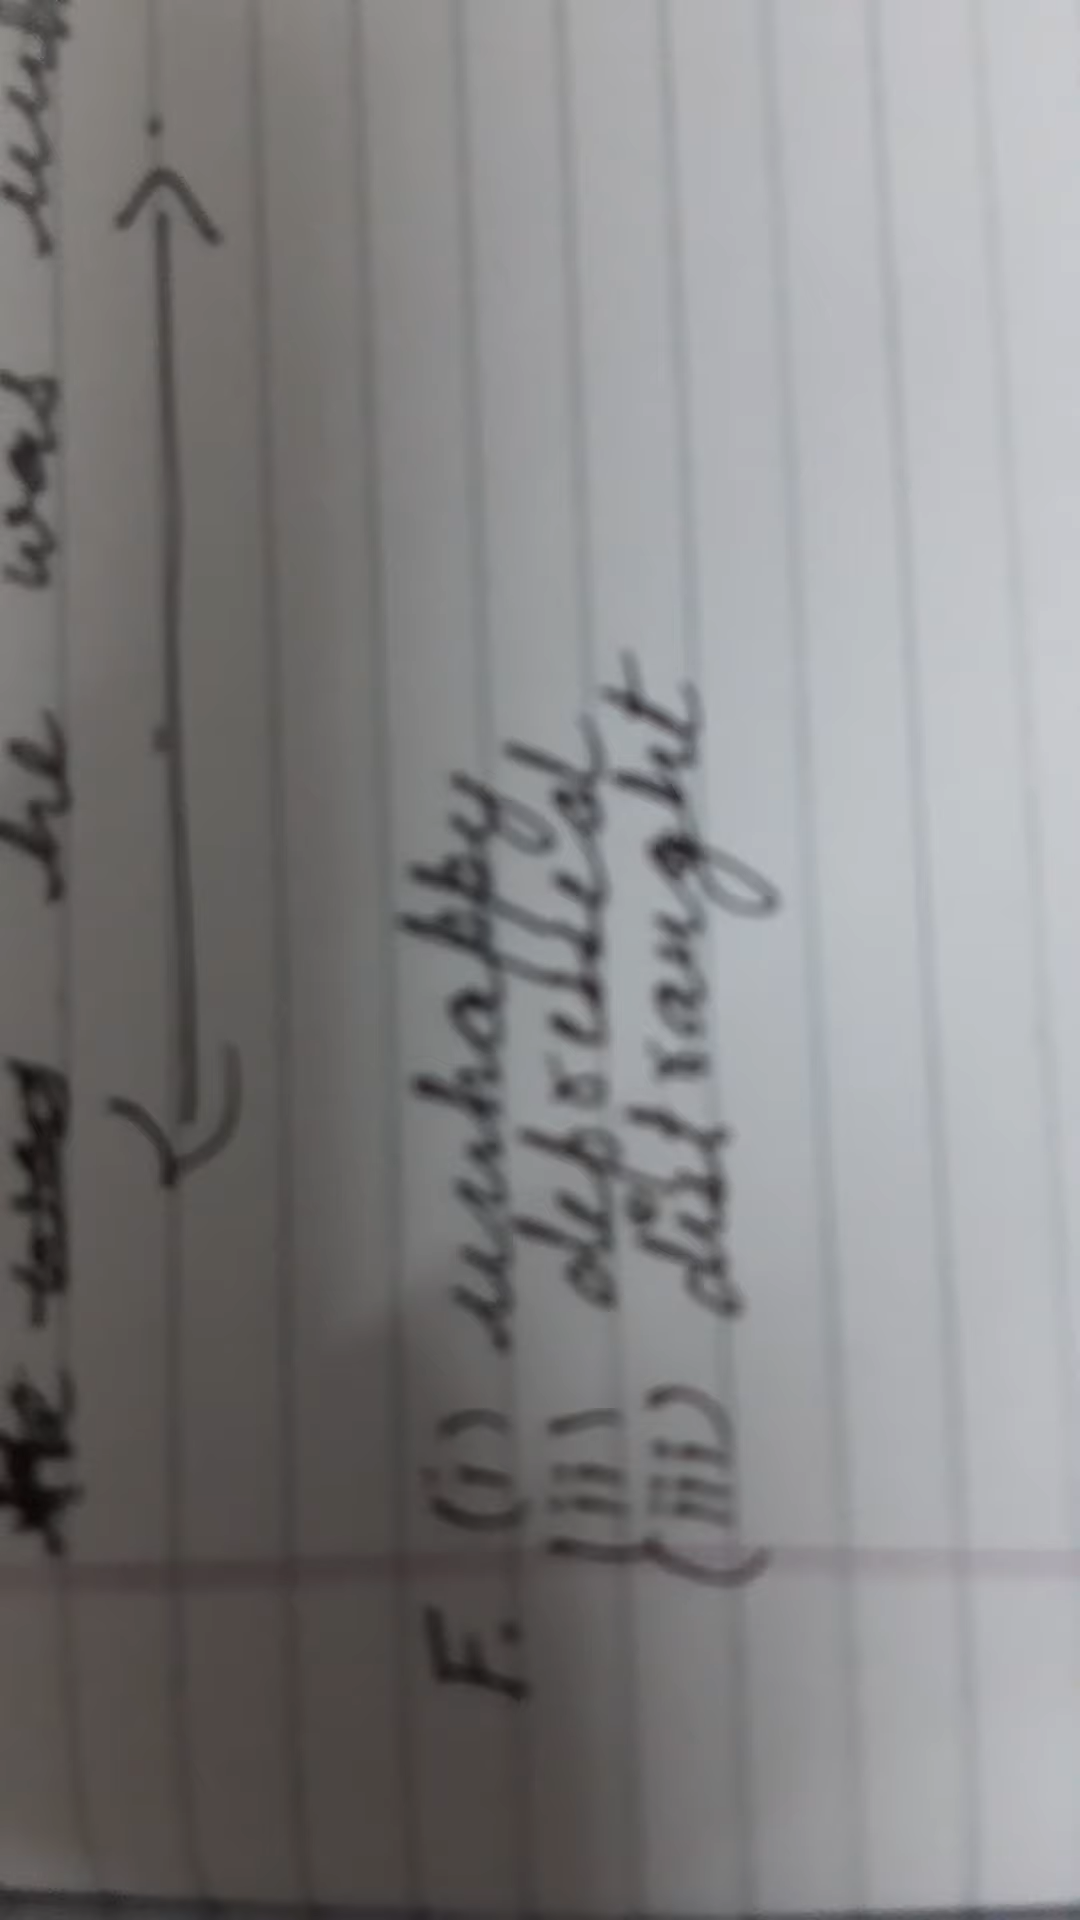 he was
F. (i) unhappy
(ii) depressed
(iii) distraught